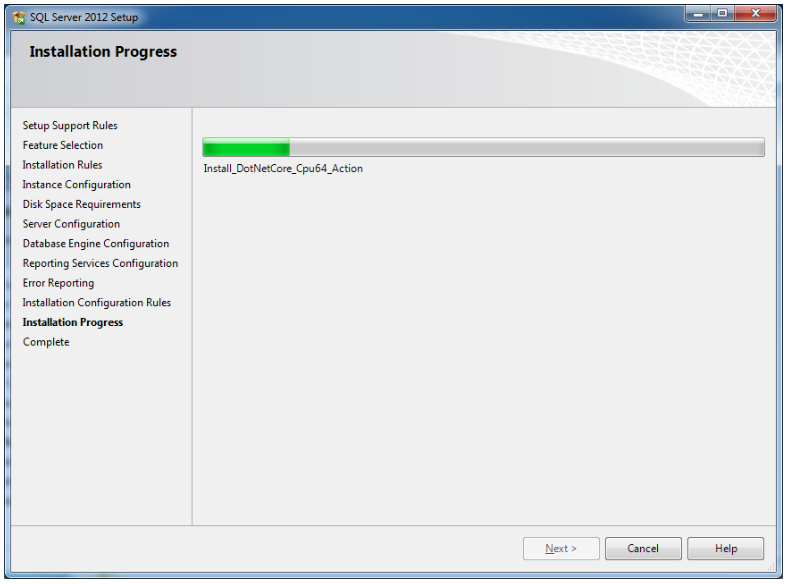 SQL Server 2012 Setup
Installation Progress
Setup Support Rules
Feature Selection
Installation Rules
Instance Configuration
Disk Space Requirements
Server Configuration
Database Engine Configuration
Reporting Services Configuration
Error Reporting
Installation Configuration Rules
Installation Progress
Complete
Install_DotNetCore_Cpu64_Action
Next >
Cancel
Help